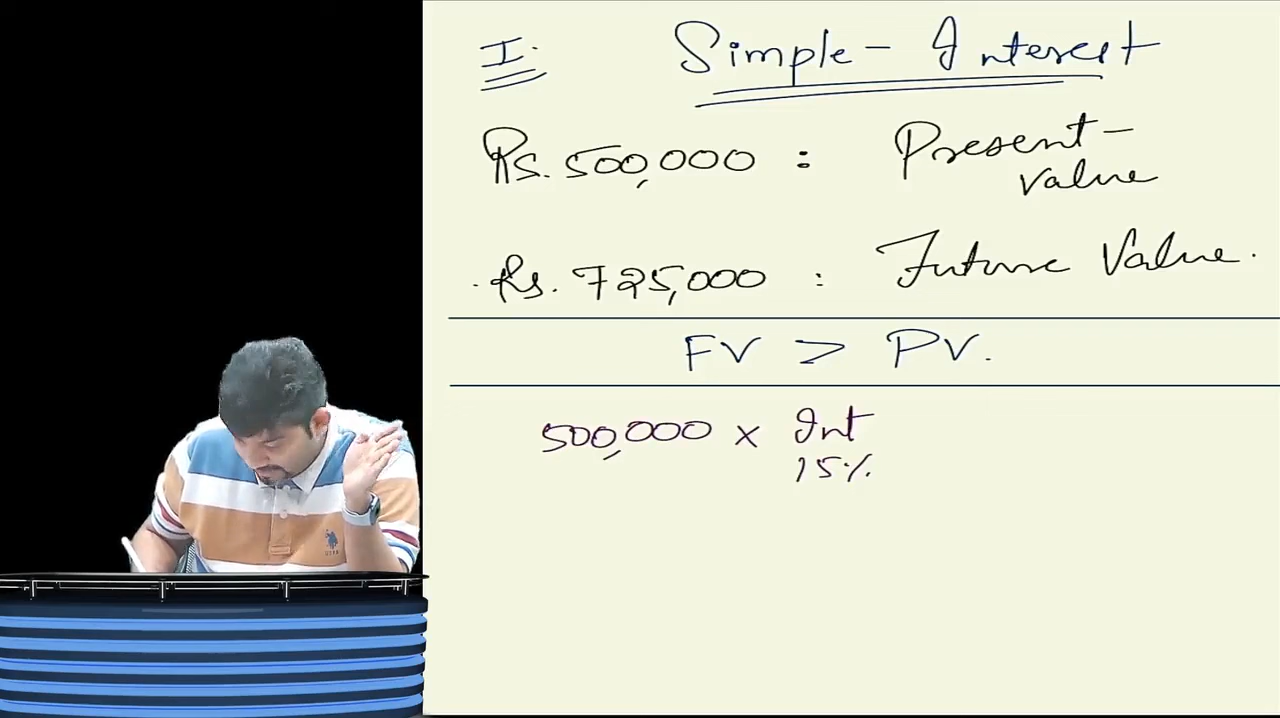 I.
Simple-Interest
Rs. 500,000 : Present-
value
Rs. 725,000 : Future Value.
FV > PV.
500,000 x Int
15%